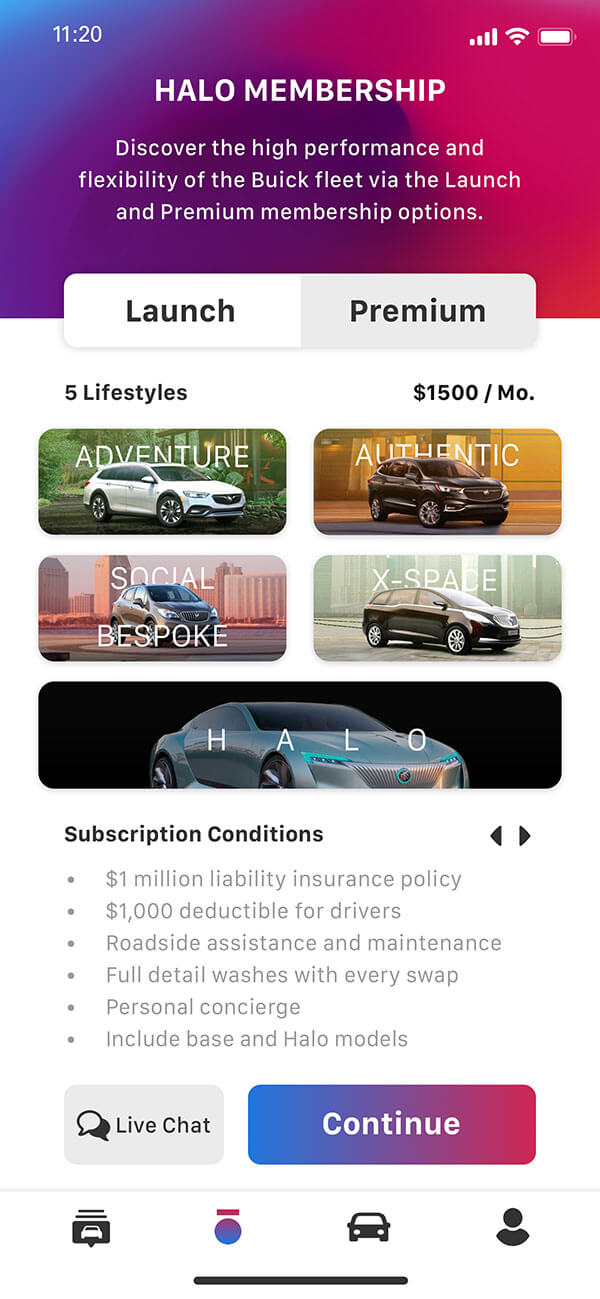 11:20
HALO MEMBERSHIP
Discover the high performance and
flexibility of the Buick fleet via the Launch
and Premium membership options.
Launch Premium
5 Lifestyles $1500 / Mo.
ADVENTURE AUTHENTIC
SOCIAL X-SPACE
BESPOKE
H A L O
Subscription Conditions
• $1 million liability insurance policy
• $1,000 deductible for drivers
• Roadside assistance and maintenance
• Full detail washes with every swap
• Personal concierge
• Include base and Halo models
Live Chat Continue